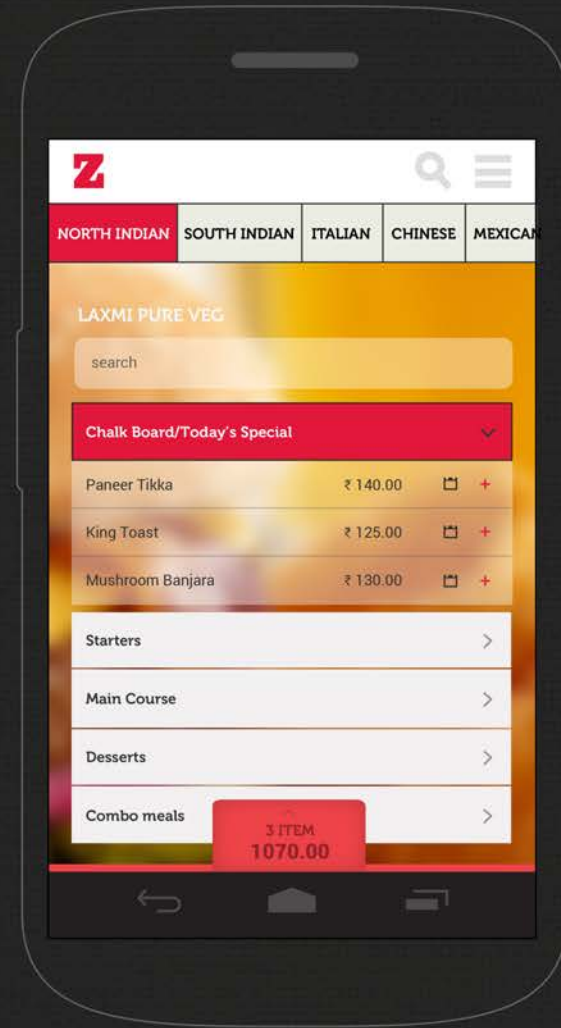 Z
NORTH INDIAN SOUTH INDIAN ITALIAN CHINESE MEXICAN
LAXMI PURE VEG
search
Chalk Board/Today's Special
Paneer Tikka ₹ 140.00 +
King Toast ₹ 125.00 +
Mushroom Banjara ₹ 130.00 +
Starters
Main Course
Desserts
Combo meals
3 ITEM
1070.00